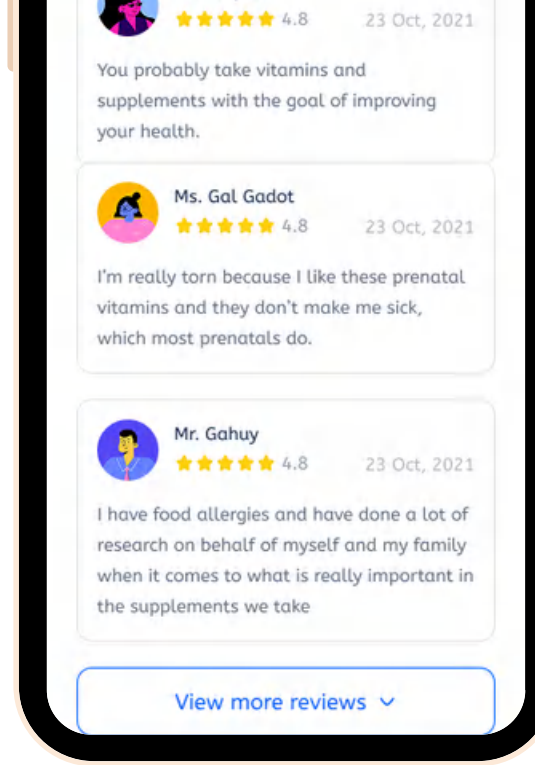 4.8 23 Oct, 2021
You probably take vitamins and
supplements with the goal of improving
your health.
Ms. Gal Gadot
4.8 23 Oct, 2021
I'm really torn because I like these prenatal
vitamins and they don't make me sick,
which most prenatals do.
Mr. Gahuy
4.8 23 Oct, 2021
I have food allergies and have done a lot of
research on behalf of myself and my family
when it comes to what is really important in
the supplements we take
View more reviews